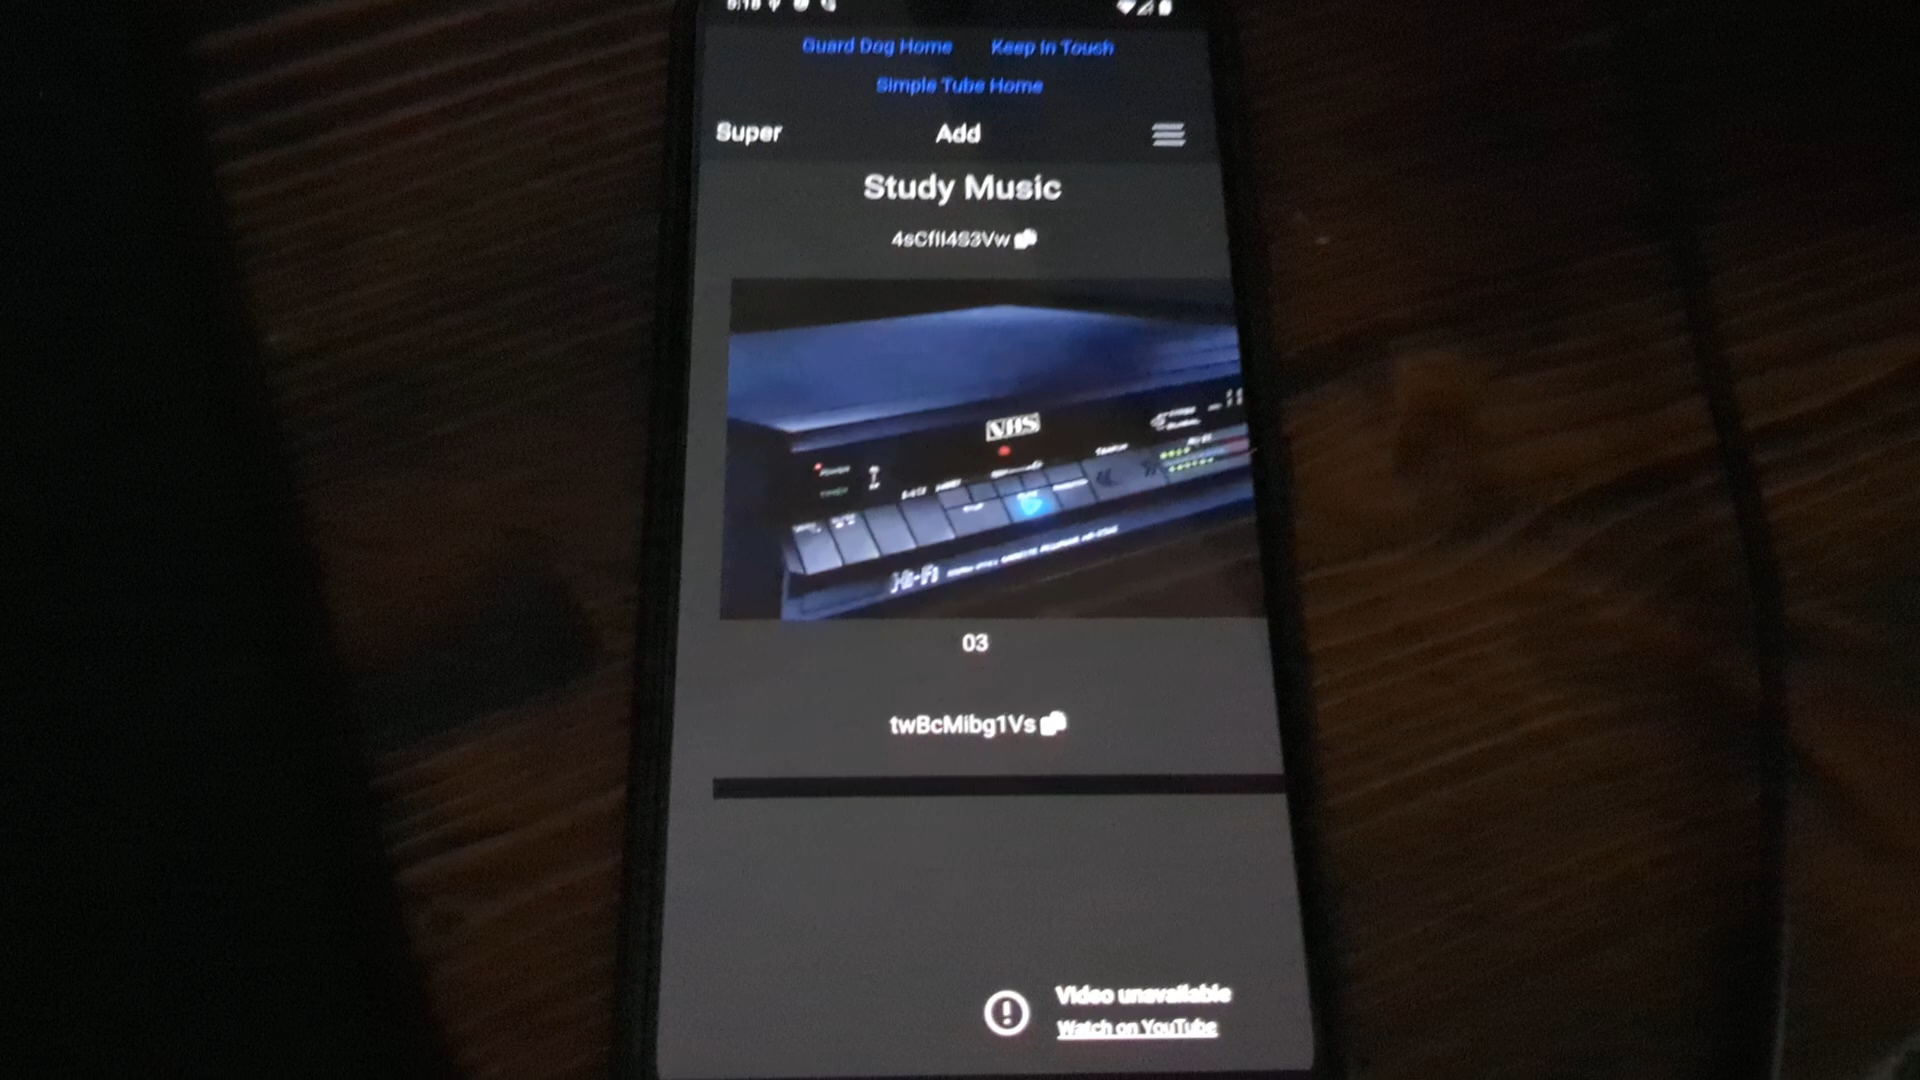 Guard Dog Home Keep In Touch
Simple Tube Home
Super Add
Study Music
4sCfII4S3Vw
VHS
Hi-Fi
03
twBcMibg1Vs
Video unavailable
Watch on YouTube